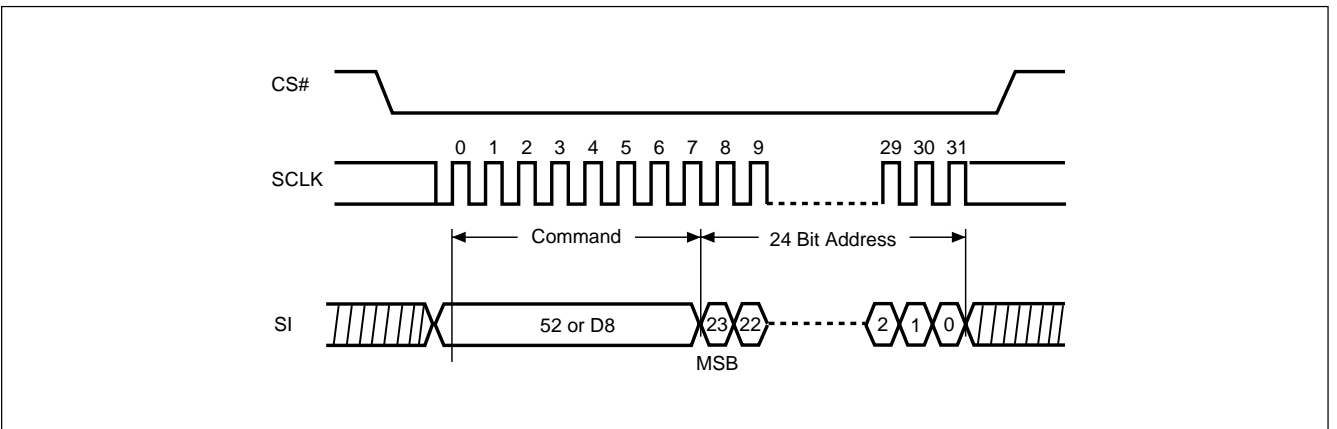 CS#
0 1 2 3 4 5 6 7 8 9 29 30 31
SCLK
Command 24 Bit Address
SI 52 or D8 23 22 2 1 0
MSB